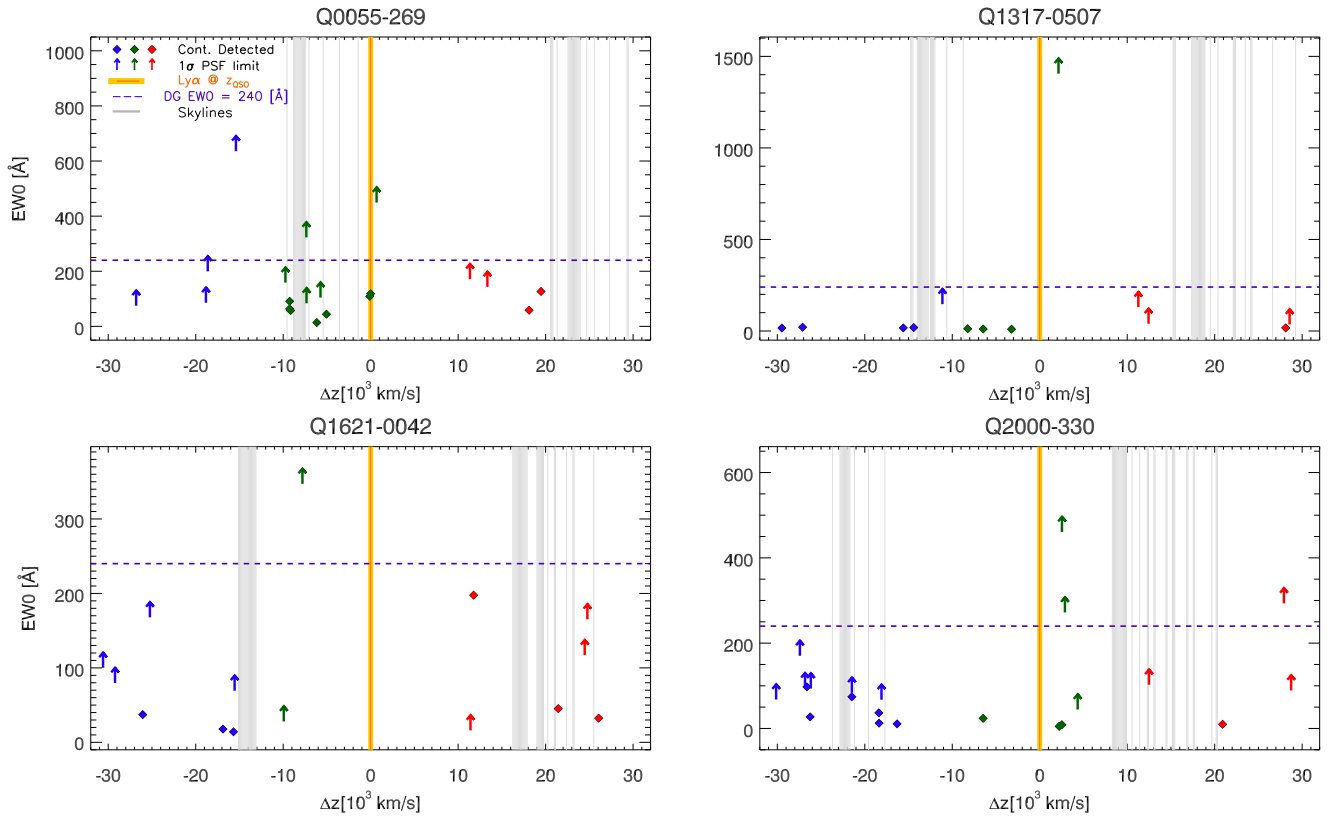 Q0055-269
Q1317-0507
1000
800
600
400
200
0
EW0 [Å]
Cont. Detected
1σ PSF limit
Lyα @ zQSO
DG EW0 = 240 [Å]
Skylines
-30 -20 -10 0 10 20 30
Δz[10³ km/s]
1500
1000
500
0
-30 -20 -10 0 10 20 30
Δz[10³ km/s]
Q1621-0042
Q2000-330
300
200
100
0
EW0 [Å]
-30 -20 -10 0 10 20 30
Δz[10³ km/s]
600
400
200
0
-30 -20 -10 0 10 20 30
Δz[10³ km/s]